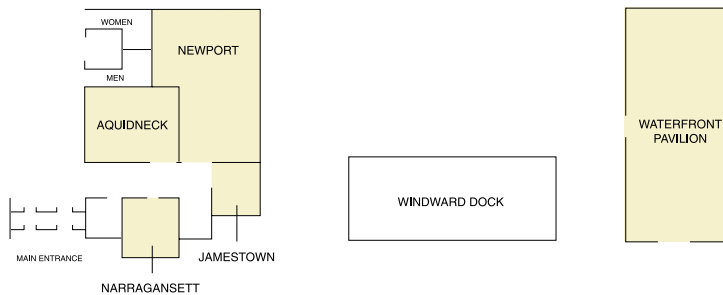 WOMEN
NEWPORT
MEN
AQUIDNECK
WATERFRONT
PAVILION
WINDWARD DOCK
MAIN ENTRANCE
JAMESTOWN
NARRAGANSETT